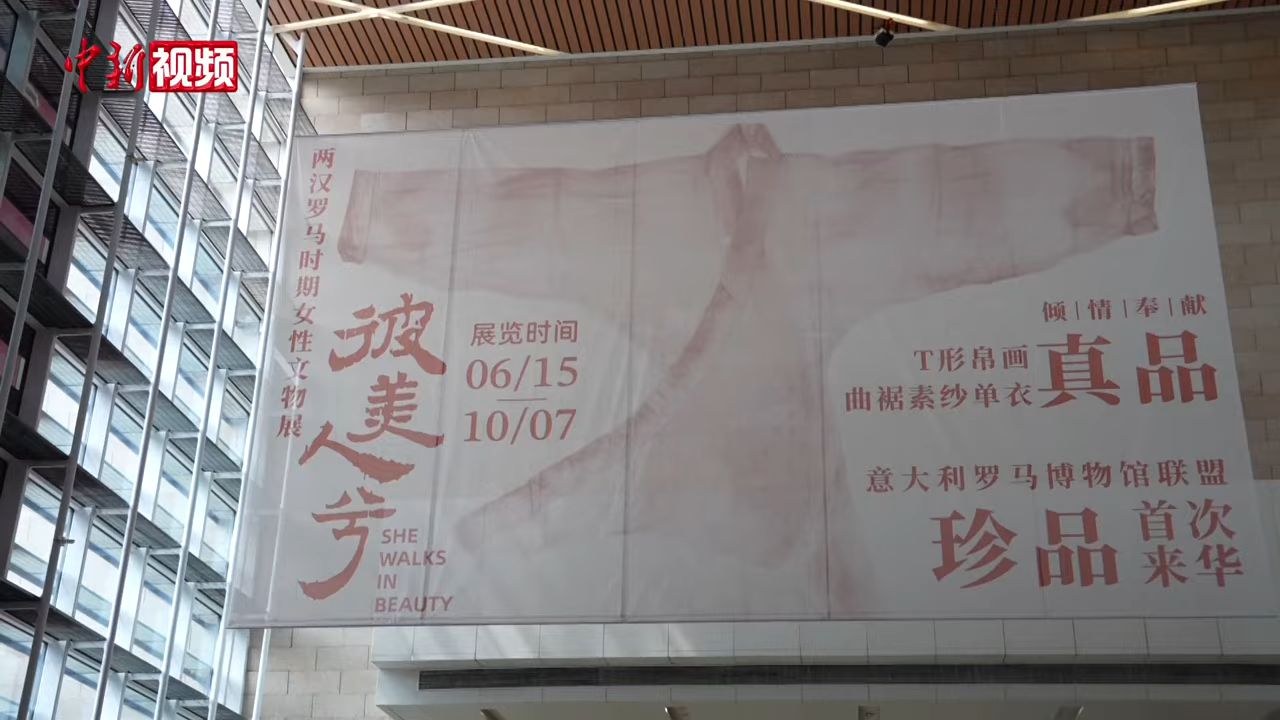 中新视频
两汉罗马时期女性文物展
彼美人兮
SHE
WALKS
IN
BEAUTY
展览时间
06/15
10/07
倾|情|奉|献
T形帛画
曲裾素纱单衣
真品
意大利罗马博物馆联盟
珍品
首次
来华